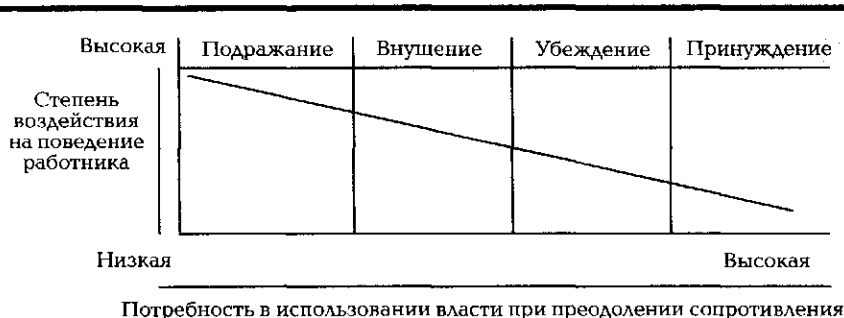 Высокая Подражание Внушение Убеждение Принуждение
Степень
воздействия
на поведение
работника
Низкая Высокая
Потребность в использовании власти при преодолении сопротивления